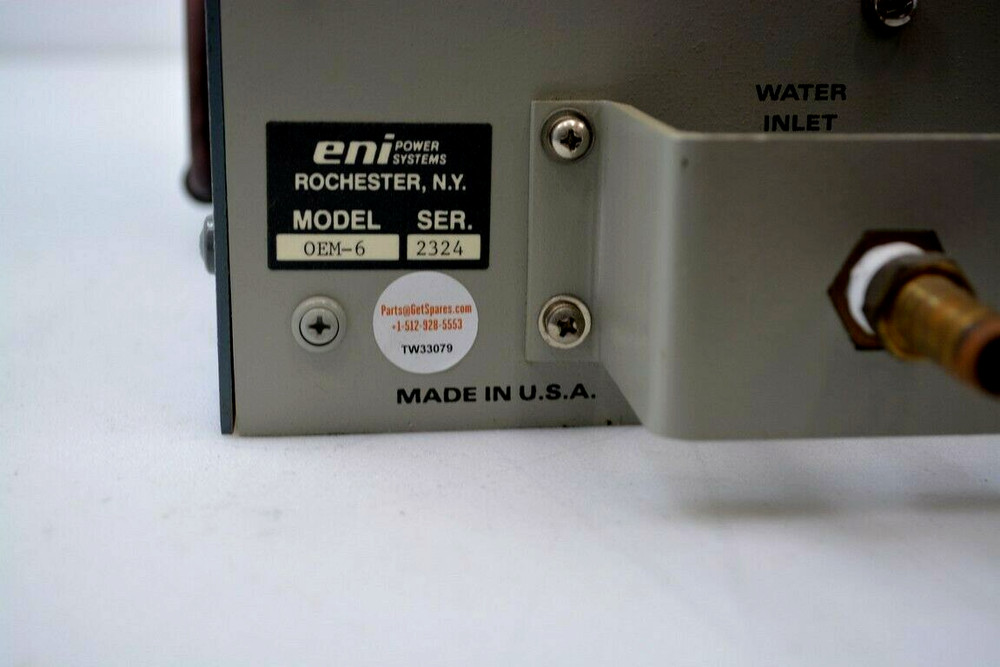 WATER
INLET
eni POWER
SYSTEMS
ROCHESTER, N.Y.
MODEL SER.
OEM-6 2324
Parts@GetSpares.com
+1-512-928-5553
TW33079
MADE IN U.S.A.